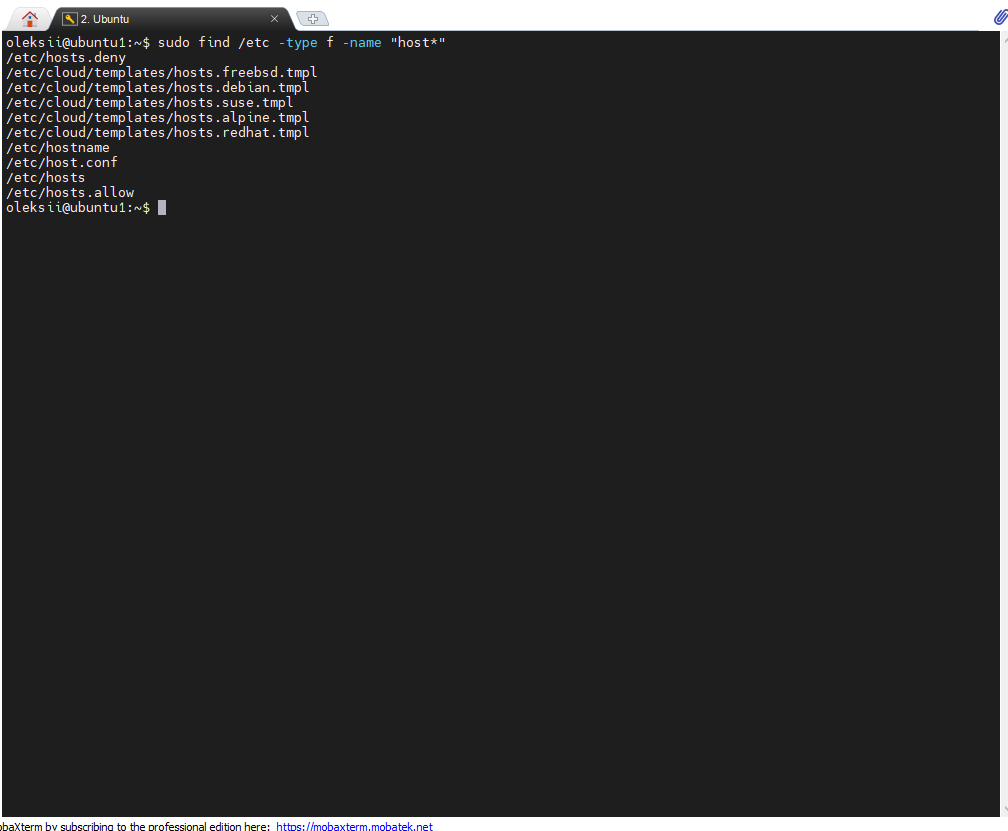 2. Ubuntu
oleksii@ubuntu1:~$ sudo find /etc -type f -name "host*"
/etc/hosts.deny
/etc/cloud/templates/hosts.freebsd.tmpl
/etc/cloud/templates/hosts.debian.tmpl
/etc/cloud/templates/hosts.suse.tmpl
/etc/cloud/templates/hosts.alpine.tmpl
/etc/cloud/templates/hosts.redhat.tmpl
/etc/hostname
/etc/host.conf
/etc/hosts
/etc/hosts.allow
oleksii@ubuntu1:~$
obaXterm by subscribing to the professional edition here: https://mobaxterm.mobatek.net